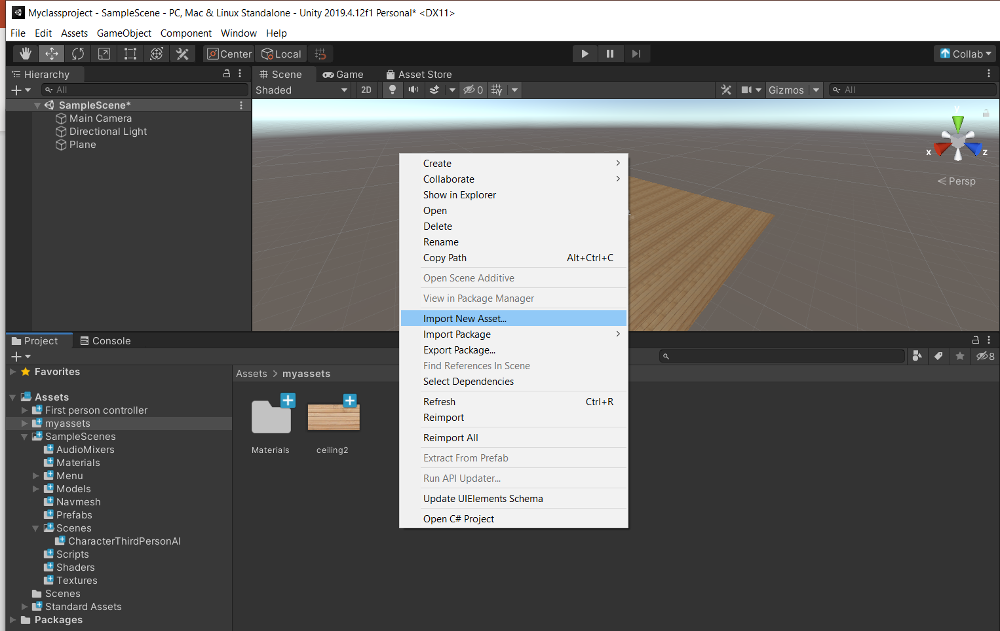 Myclassproject - SampleScene - PC, Mac & Linux Standalone - Unity 2019.4.12f1 Personal* <DX11>
File Edit Assets GameObject Component Window Help
Center Local Collab
Hierarchy
All
SampleScene*
Main Camera
Directional Light
Plane
Scene Game Asset Store
Shaded 2D 0 Gizmos All
y
x z
Persp
Create
Collaborate
Show in Explorer
Open
Delete
Rename
Copy Path Alt+Ctrl+C
Open Scene Additive
View in Package Manager
Import New Asset...
Import Package
Export Package...
Find References In Scene
Select Dependencies
Refresh Ctrl+R
Reimport
Reimport All
Extract From Prefab
Run API Updater...
Update UIElements Schema
Open C# Project
Project Console
8
Favorites
Assets
First person controller
myassets
SampleScenes
AudioMixers
Materials
Menu
Models
Navmesh
Prefabs
Scenes
CharacterThirdPersonAI
Scripts
Shaders
Textures
Scenes
Standard Assets
Packages
Assets > myassets
Materials ceiling2